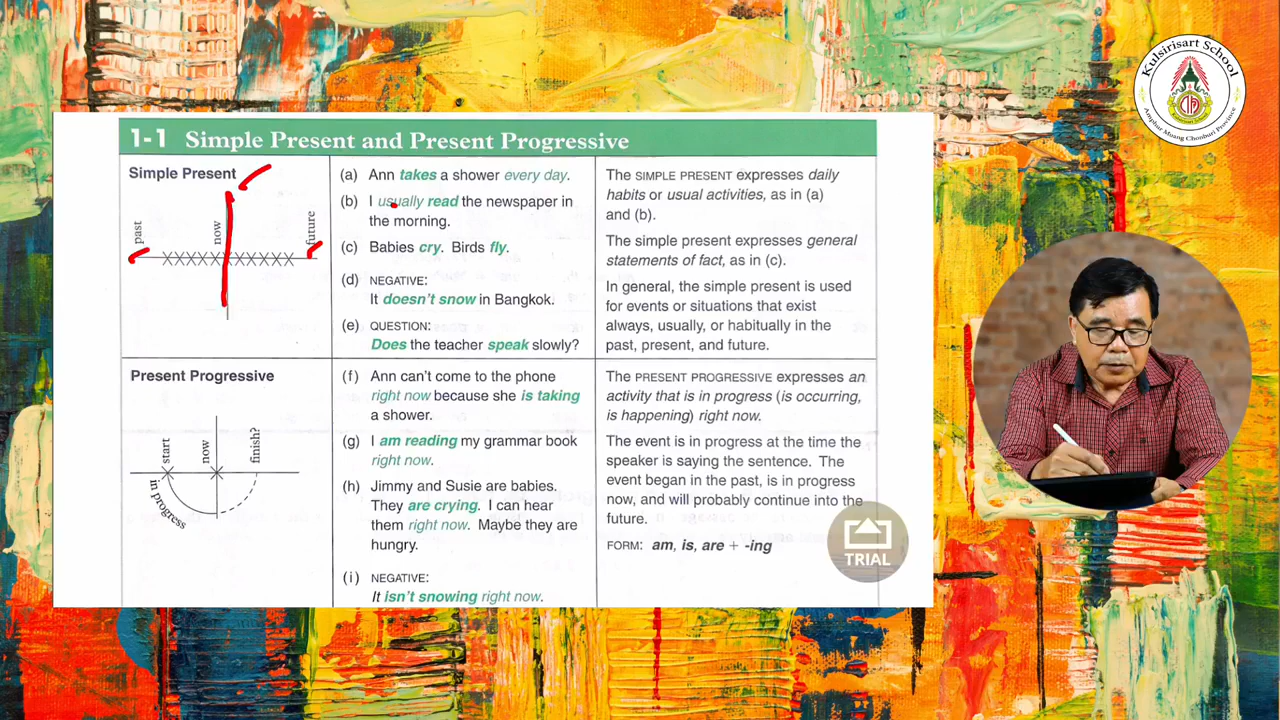 Kulsirisart School
Amphur Muang Chonburi Province
1-1 Simple Present and Present Progressive
Simple Present
past
now
future
(a) Ann takes a shower every day.
(b) I usually read the newspaper in
the morning.
(c) Babies cry. Birds fly.
(d) NEGATIVE:
It doesn't snow in Bangkok.
(e) QUESTION:
Does the teacher speak slowly?
The SIMPLE PRESENT expresses daily
habits or usual activities, as in (a)
and (b).
The simple present expresses general
statements of fact, as in (c).
In general, the simple present is used
for events or situations that exist
always, usually, or habitually in the
past, present, and future.
Present Progressive
start
now
finish?
in progress
(f) Ann can't come to the phone
right now because she is taking
a shower.
(g) I am reading my grammar book
right now.
(h) Jimmy and Susie are babies.
They are crying. I can hear
them right now. Maybe they are
hungry.
(i) NEGATIVE:
It isn't snowing right now.
The PRESENT PROGRESSIVE expresses an
activity that is in progress (is occurring,
is happening) right now.
The event is in progress at the time the
speaker is saying the sentence. The
event began in the past, is in progress
now, and will probably continue into the
future.
FORM: am, is, are + -ing
TRIAL